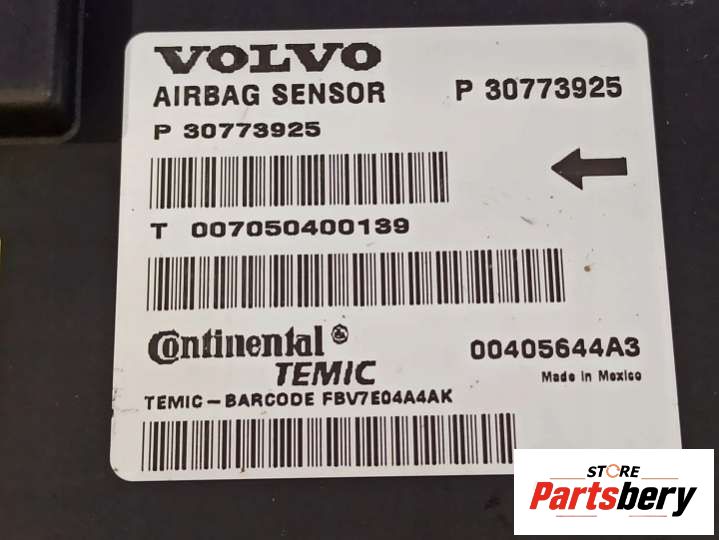 VOLVO
AIRBAG SENSOR P 30773925
P 30773925
T 007050400139
Continental
TEMIC
00405644A3
Made in Mexico
TEMIC-BARCODE FBV7E04A4AK
STORE
Partsbery